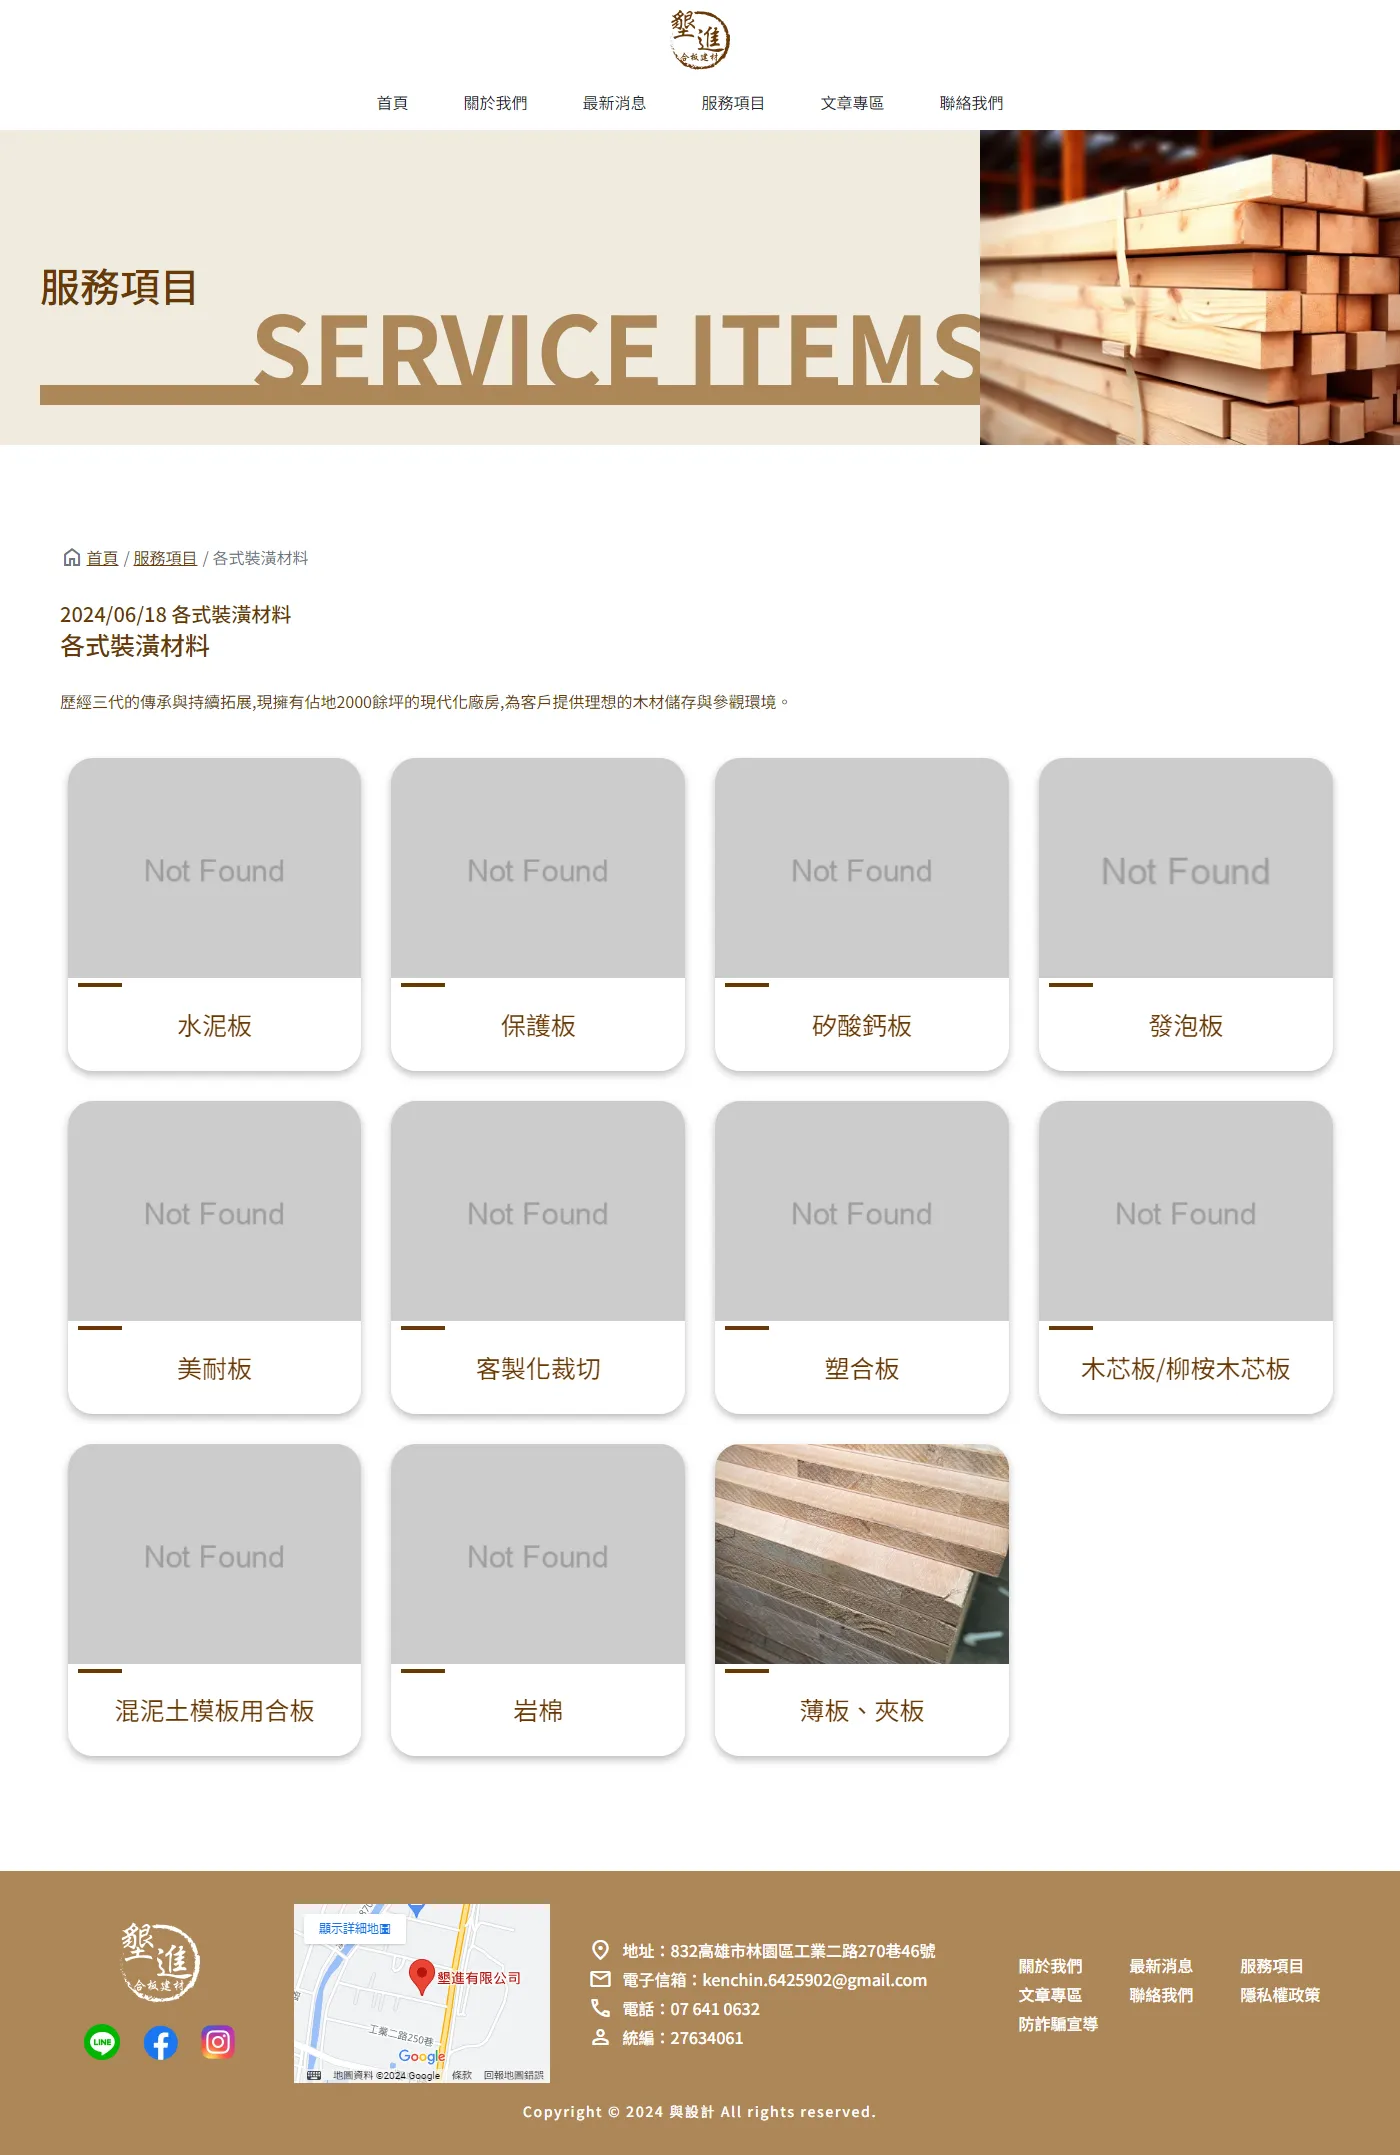 墾進
合板建材
首頁 關於我們 最新消息 服務項目 文章專區 聯絡我們
服務項目
SERVICE ITEMS
首頁 / 服務項目 / 各式裝潢材料
2024/06/18 各式裝潢材料
各式裝潢材料
歷經三代的傳承與持續拓展,現擁有佔地2000餘坪的現代化廠房,為客戶提供理想的木材儲存與參觀環境。
Not Found Not Found Not Found Not Found
水泥板 保護板 矽酸鈣板 發泡板
Not Found Not Found Not Found Not Found
美耐板 客製化裁切 塑合板 木芯板/柳桉木芯板
Not Found Not Found
混泥土模板用合板 岩棉 薄板、夾板
墾進
合板建材
LINE
顯示詳細地圖
墾進有限公司
工業二路250巷
路
Google
地圖資料 ©2024 Google 條款 回報地圖錯誤
地址：832高雄市林園區工業二路270巷46號
電子信箱：kenchin.6425902@gmail.com
電話：07 641 0632
統編：27634061
關於我們 最新消息 服務項目
文章專區 聯絡我們 隱私權政策
防詐騙宣導
Copyright © 2024 與設計 All rights reserved.